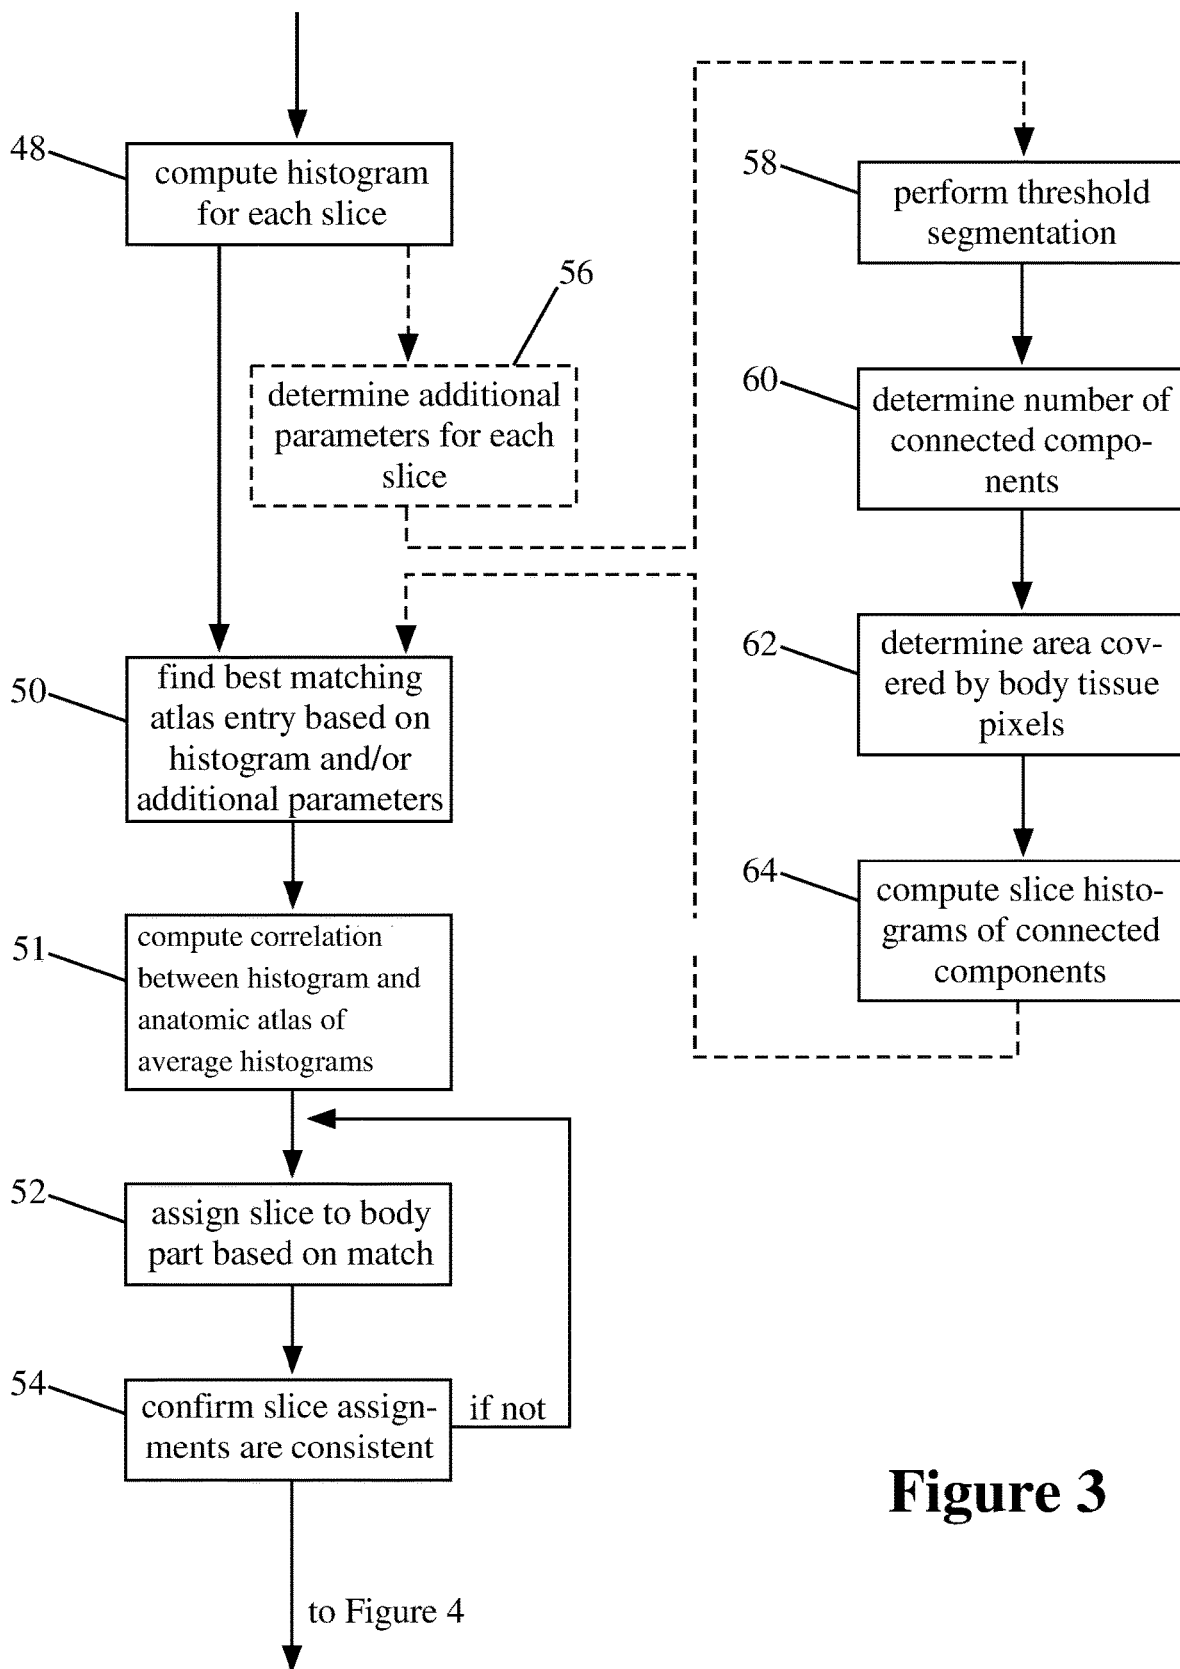 48
compute histogram
for each slice
56
determine additional
parameters for each
slice
50
find best matching
atlas entry based on
histogram and/or
additional parameters
51
compute correlation
between histogram and
anatomic atlas of
average histograms
52
assign slice to body
part based on match
54
confirm slice assign-
ments are consistent
if not
to Figure 4
58
perform threshold
segmentation
60
determine number of
connected compo-
nents
62
determine area cov-
ered by body tissue
pixels
64
compute slice histo-
grams of connected
components
Figure 3